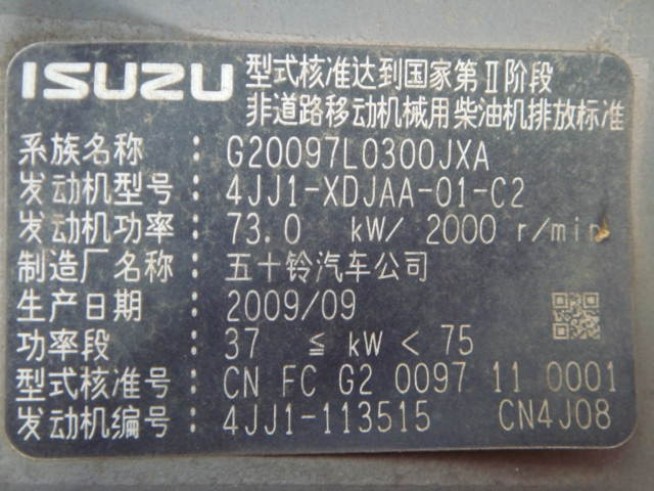 ISUZU 型式核准达到国家第Ⅱ阶段
非道路移动机械用柴油机排放标准
系族名称 : G20097L0300JXA
发动机型号 : 4JJ1-XDJAA-01-C2
发动机功率 : 73.0 kW/ 2000 r/min
制造厂名称 : 五十铃汽车公司
生产日期 : 2009/09
功率段 : 37 ≦ kW < 75
型式核准号 : CN FC G2 0097 11 0001
发动机编号 : 4JJ1-113515 CN4J08